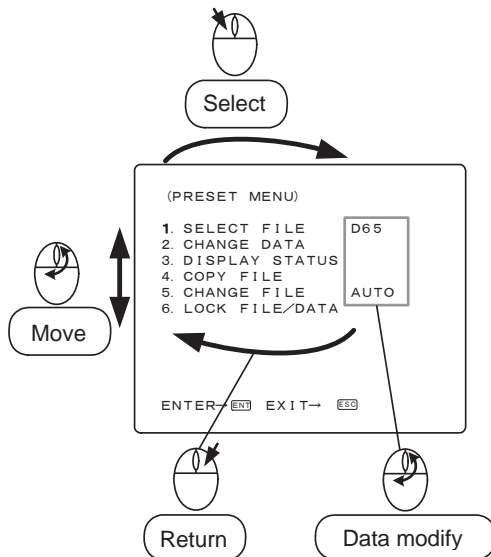 Select
(PRESET MENU)
1. SELECT FILE D65
2. CHANGE DATA
3. DISPLAY STATUS
4. COPY FILE
5. CHANGE FILE AUTO
6. LOCK FILE/DATA
Move
ENTER→ ENT EXIT→ ESC
Return
Data modify